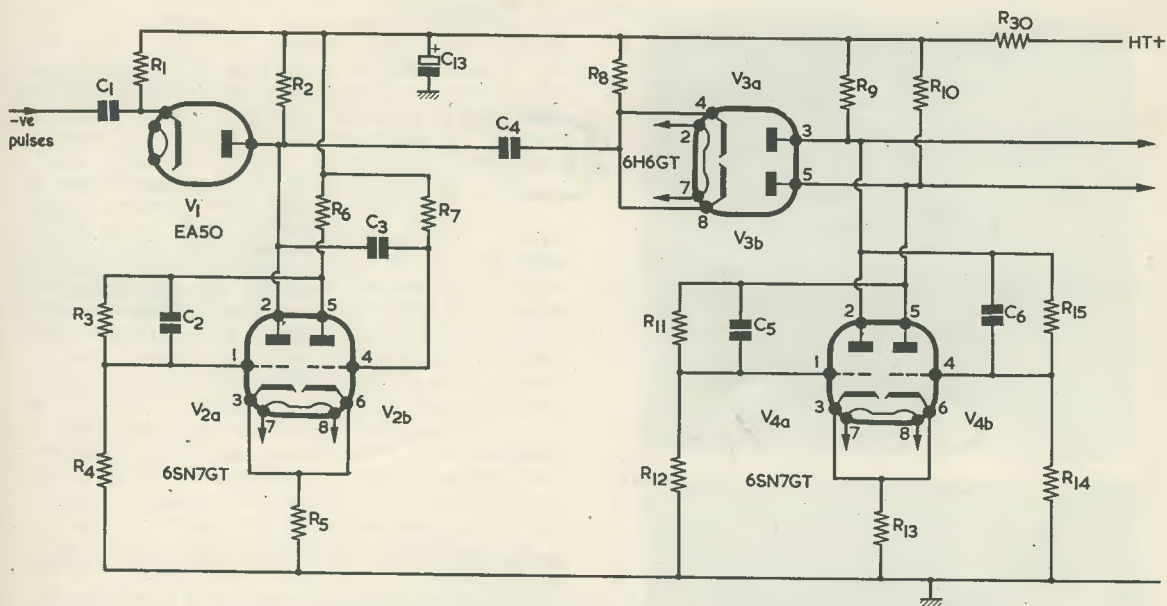 R30
HT+
R1
R2
+
C13
R8
V3a
R9
R10
C1
-ve
pulses
C4
4
2
3
6H6GT
7
5
8
V1
EA50
R6
R7
C3
V3b
R3
C2
2
5
R11
C5
2
5
C6
R15
1
4
1
4
3
6
3
6
V2a
7
8
V2b
V4a
7
8
V4b
R4
6SN7GT
R12
6SN7GT
R14
R5
R13